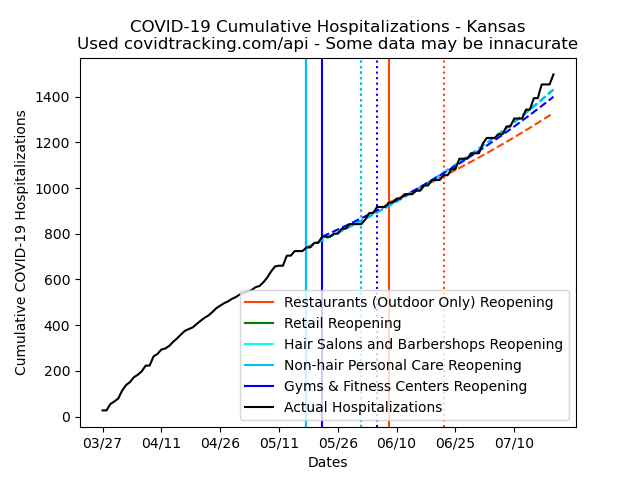 COVID-19 Cumulative Hospitalizations - Kansas
Used covidtracking.com/api - Some data may be innacurate
Cumulative COVID-19 Hospitalizations
1400
1200
1000
800
600
400
200
0
Restaurants (Outdoor Only) Reopening
Retail Reopening
Hair Salons and Barbershops Reopening
Non-hair Personal Care Reopening
Gyms & Fitness Centers Reopening
Actual Hospitalizations
03/27 04/11 04/26 05/11 05/26 06/10 06/25 07/10
Dates